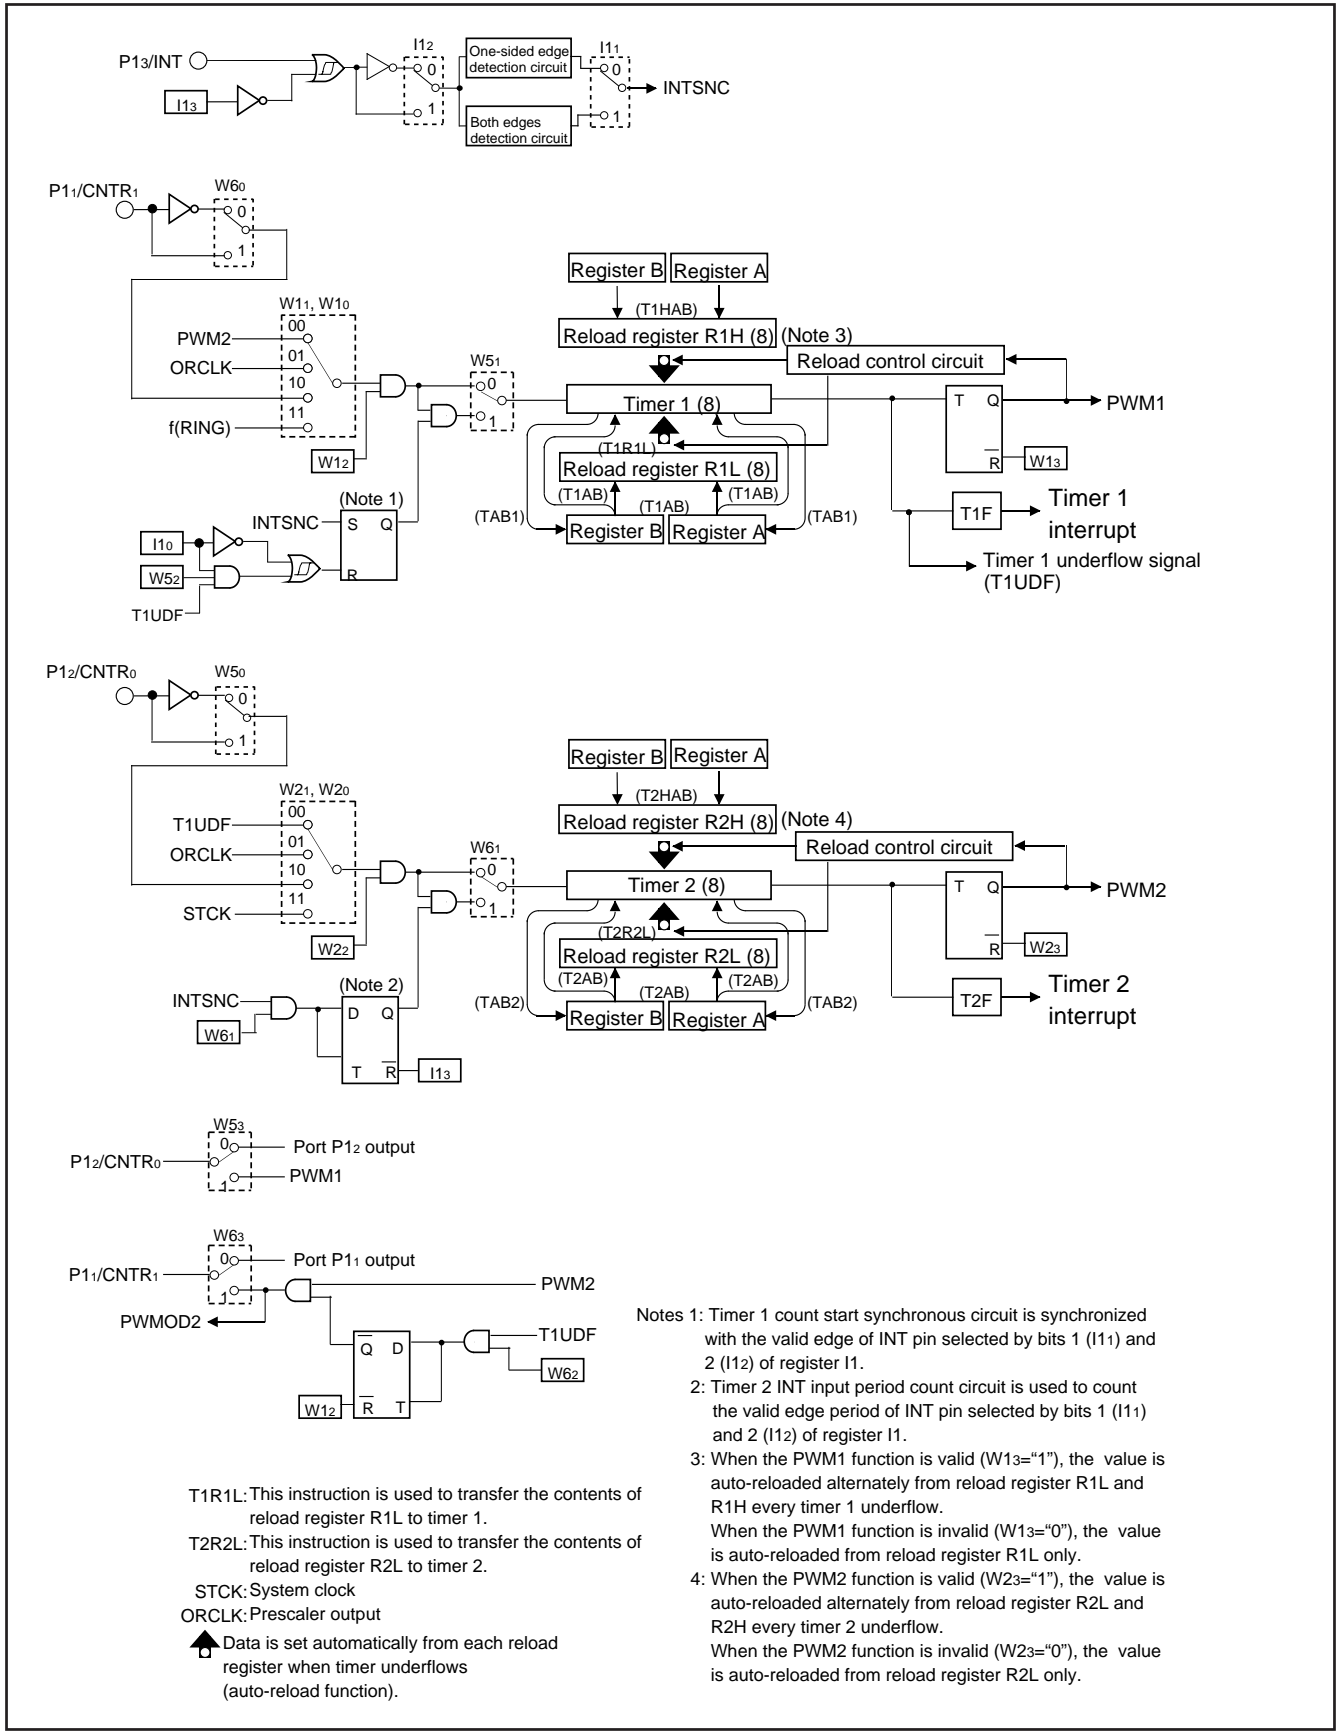 I12
I11
P13/INT
0
One-sided edge
detection circuit
0
INTSNC
I13
1
Both edges
detection circuit
1
P11/CNTR1
W60
0
1
Register B
Register A
(T1HAB)
W11, W10
Reload register R1H (8)
(Note 3)
00
PWM2
01
ORCLK
10
11
f(RING)
W51
0
1
Reload control circuit
Timer 1 (8)
T
Q
PWM1
(T1R1L)
W12
Reload register R1L (8)
R
W13
(T1AB)
(T1AB)
(T1AB)
(Note 1)
(TAB1)
(TAB1)
INTSNC
S
Q
Register B
Register A
T1F
Timer 1
interrupt
I10
W52
R
T1UDF
Timer 1 underflow signal
(T1UDF)
P12/CNTR0
W50
0
1
Register B
Register A
(T2HAB)
W21, W20
Reload register R2H (8)
(Note 4)
00
T1UDF
01
ORCLK
10
11
STCK
W61
0
1
Reload control circuit
Timer 2 (8)
T
Q
PWM2
(T2R2L)
W22
Reload register R2L (8)
R
W23
(T2AB)
(T2AB)
(T2AB)
(Note 2)
(TAB2)
(TAB2)
INTSNC
D
Q
Register B
Register A
T2F
Timer 2
interrupt
W61
T
R
I13
W53
P12/CNTR0
0
Port P12 output
1
PWM1
W63
P11/CNTR1
0
Port P11 output
1
PWM2
PWMOD2
Q
D
T1UDF
W62
W12
R
T
Notes 1: Timer 1 count start synchronous circuit is synchronized
with the valid edge of INT pin selected by bits 1 (I11) and
2 (I12) of register I1.
2: Timer 2 INT input period count circuit is used to count
the valid edge period of INT pin selected by bits 1 (I11)
and 2 (I12) of register I1.
3: When the PWM1 function is valid (W13=“1”), the value is
auto-reloaded alternately from reload register R1L and
R1H every timer 1 underflow.
When the PWM1 function is invalid (W13=“0”), the value
is auto-reloaded from reload register R1L only.
4: When the PWM2 function is valid (W23=“1”), the value is
auto-reloaded alternately from reload register R2L and
R2H every timer 2 underflow.
When the PWM2 function is invalid (W23=“0”), the value
is auto-reloaded from reload register R2L only.
T1R1L: This instruction is used to transfer the contents of
reload register R1L to timer 1.
T2R2L: This instruction is used to transfer the contents of
reload register R2L to timer 2.
STCK: System clock
ORCLK: Prescaler output
Data is set automatically from each reload
register when timer underflows
(auto-reload function).